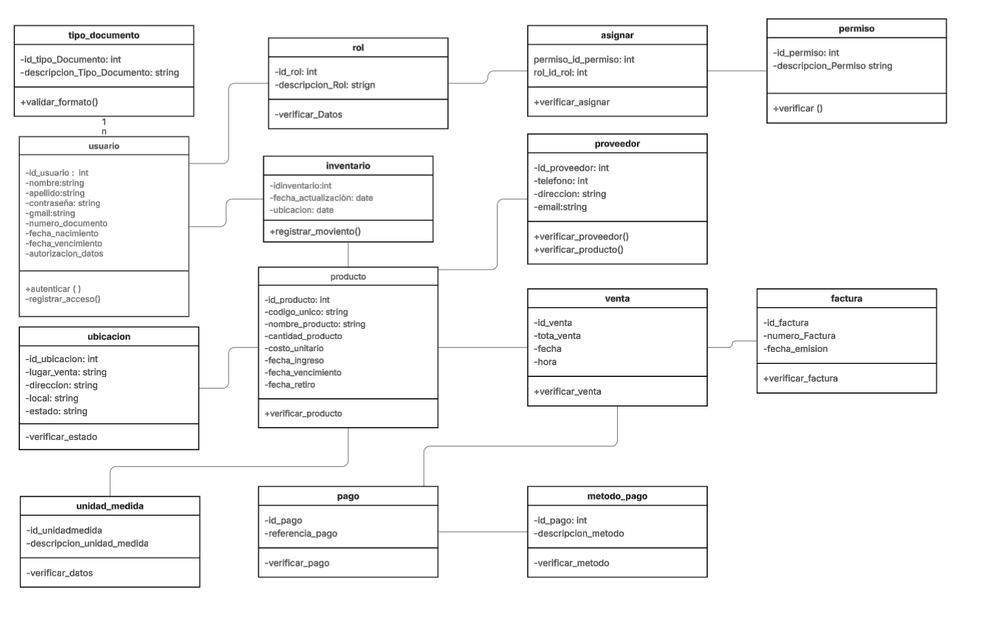 tipo_documento
-id_tipo_Documento: int
-descripcion_Tipo_Documento: string
+validar_formato()
1
n
usuario
-id_usuario :  int
-nombre:string
-apellido:string
-contraseña: string
-gmail:string
-numero_documento
-fecha_nacimiento
-fecha_vencimiento
-autorizacion_datos
+autenticar ( )
-registrar_acceso()
rol
-id_rol: int
-descripcion_Rol: strign
-verificar_Datos
asignar
permiso_id_permiso: int
rol_id_rol: int
+verificar_asignar
permiso
-id_permiso: int
-descripcion_Permiso string
+verificar ()
inventario
-idinventario:int
-fecha_actualizaciòn: date
-ubicacion: date
+registrar_moviento()
proveedor
-id_proveedor: int
-telefono: int
-direccion: string
-email:string
+verificar_proveedor()
+verificar_producto()
producto
-id_producto: int
-codigo_unico: string
-nombre_producto: string
-cantidad_producto
-costo_unitario
-fecha_ingreso
-fecha_vencimiento
-fecha_retiro
+verificar_producto
venta
-id_venta
-tota_venta
-fecha
-hora
+verificar_venta
factura
-id_factura
-numero_Factura
-fecha_emision
+verificar_factura
ubicacion
-id_ubicacion: int
-lugar_venta: string
-direccion: string
-local: string
-estado: string
-verificar_estado
unidad_medida
-id_unidadmedida
-descripcion_unidad_medida
-verificar_datos
pago
-id_pago
-referencia_pago
-verificar_pago
metodo_pago
-id_pago: int
-descripcion_metodo
-verificar_metodo